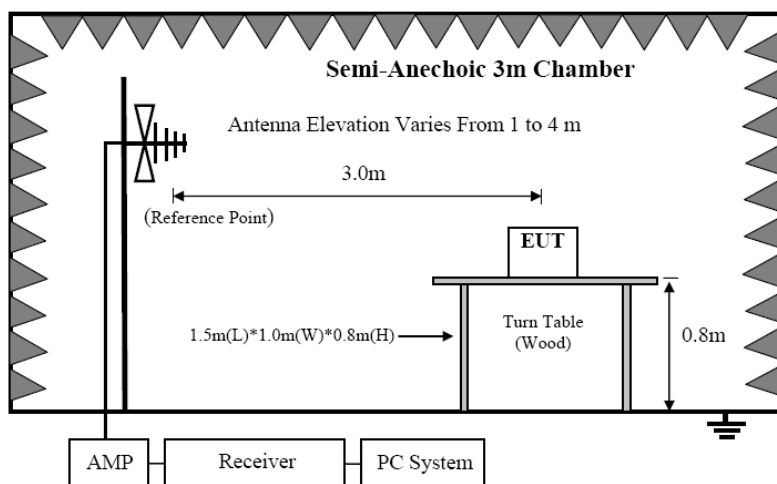 Semi-Anechoic 3m Chamber
Antenna Elevation Varies From 1 to 4 m
3.0m
(Reference Point)
EUT
1.5m(L)*1.0m(W)*0.8m(H)
Turn Table
(Wood)
0.8m
AMP
Receiver
PC System